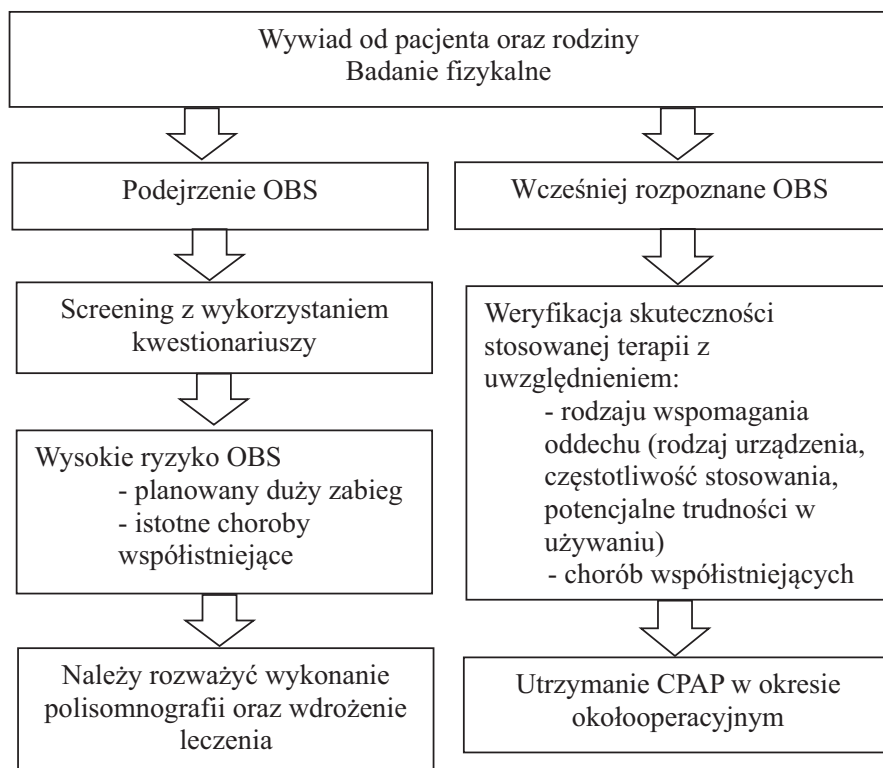 Wywiad od pacjenta oraz rodziny
Badanie fizykalne
Podejrzenie OBS
Wcześniej rozpoznane OBS
Screening z wykorzystaniem
kwestionariuszy
Wysokie ryzyko OBS
- planowany duży zabieg
- istotne choroby
współistniejące
Należy rozważyć wykonanie
polisomnografii oraz wdrożenie
leczenia
Weryfikacja skuteczności
stosowanej terapii z
uwzględnieniem:
- rodzaju wspomagania
oddechu (rodzaj urządzenia,
częstotliwość stosowania,
potencjalne trudności w
używaniu)
- chorób współistniejących
Utrzymanie CPAP w okresie
okołooperacyjnym